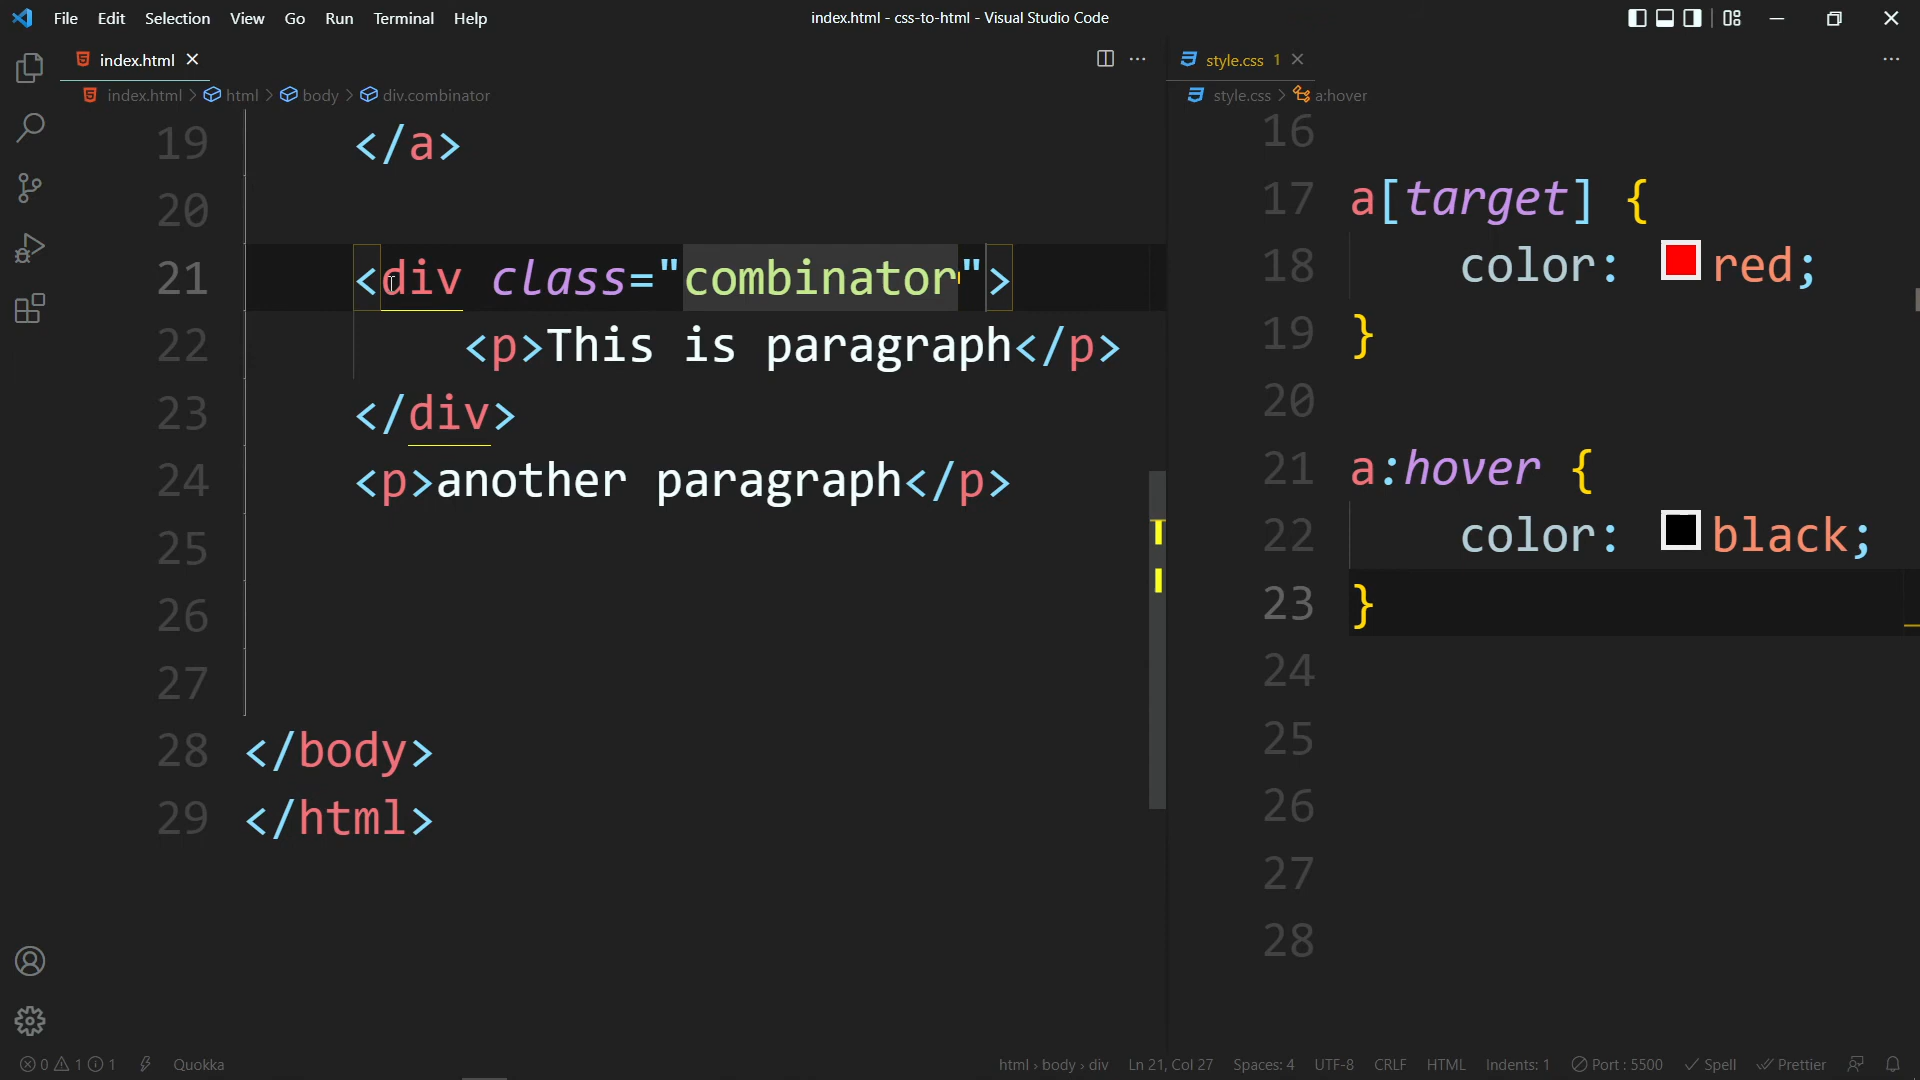 File Edit Selection View Go Run Terminal Help
index.html - css-to-html - Visual Studio Code
index.html
index.html > html > body > div.combinator
19 </a>
20
21 <div class="combinator">
22 <p>This is paragraph</p>
23 </div>
24 <p>another paragraph</p>
25
26
27
28 </body>
29 </html>
style.css 1
style.css > a:hover
16
17 a[target] {
18 color: red;
19 }
20
21 a:hover {
22 color: black;
23 }
24
25
26
27
28
0 1 1 Quokka
html › body › div Ln 21, Col 27 Spaces: 4 UTF-8 CRLF HTML Indents: 1 Port : 5500 Spell Prettier